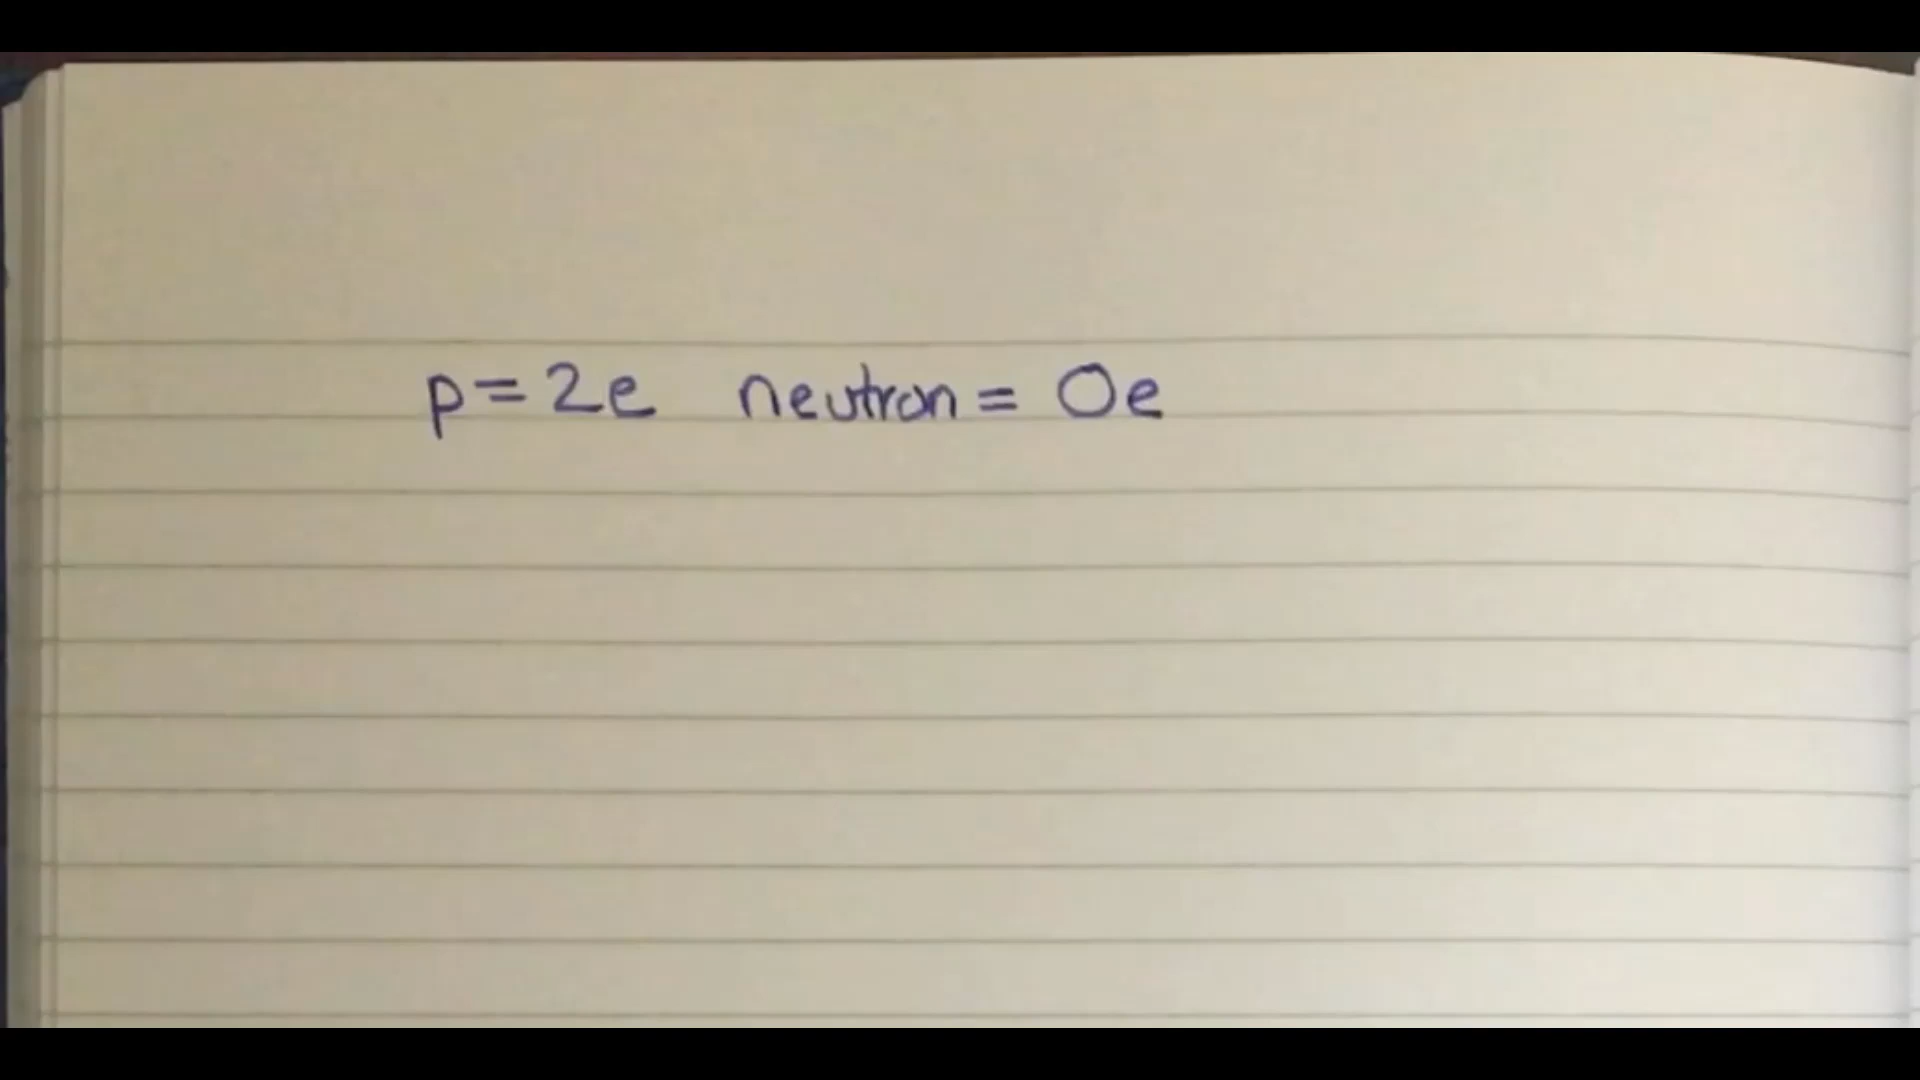 p = 2e neutron = 0e